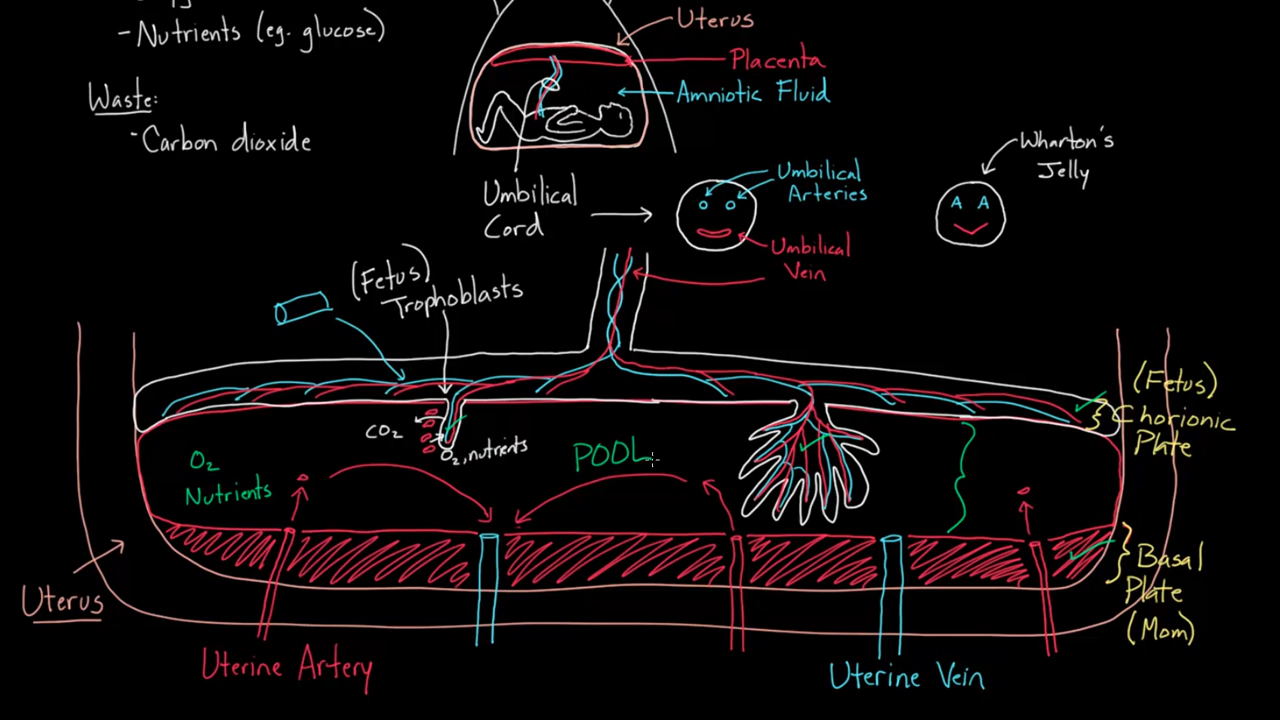 - Nutrients (eg. glucose)
Waste:
- Carbon dioxide
Uterus
Placenta
Amniotic Fluid
Umbilical
Cord
Umbilical
Arteries
Umbilical
Vein
Wharton's
Jelly
A A
(Fetus)
Trophoblasts
(Fetus)
Chorionic
Plate
CO2
O2, nutrients
POOL
O2
Nutrients
Basal
Plate
(Mom)
Uterus
Uterine Artery
Uterine Vein